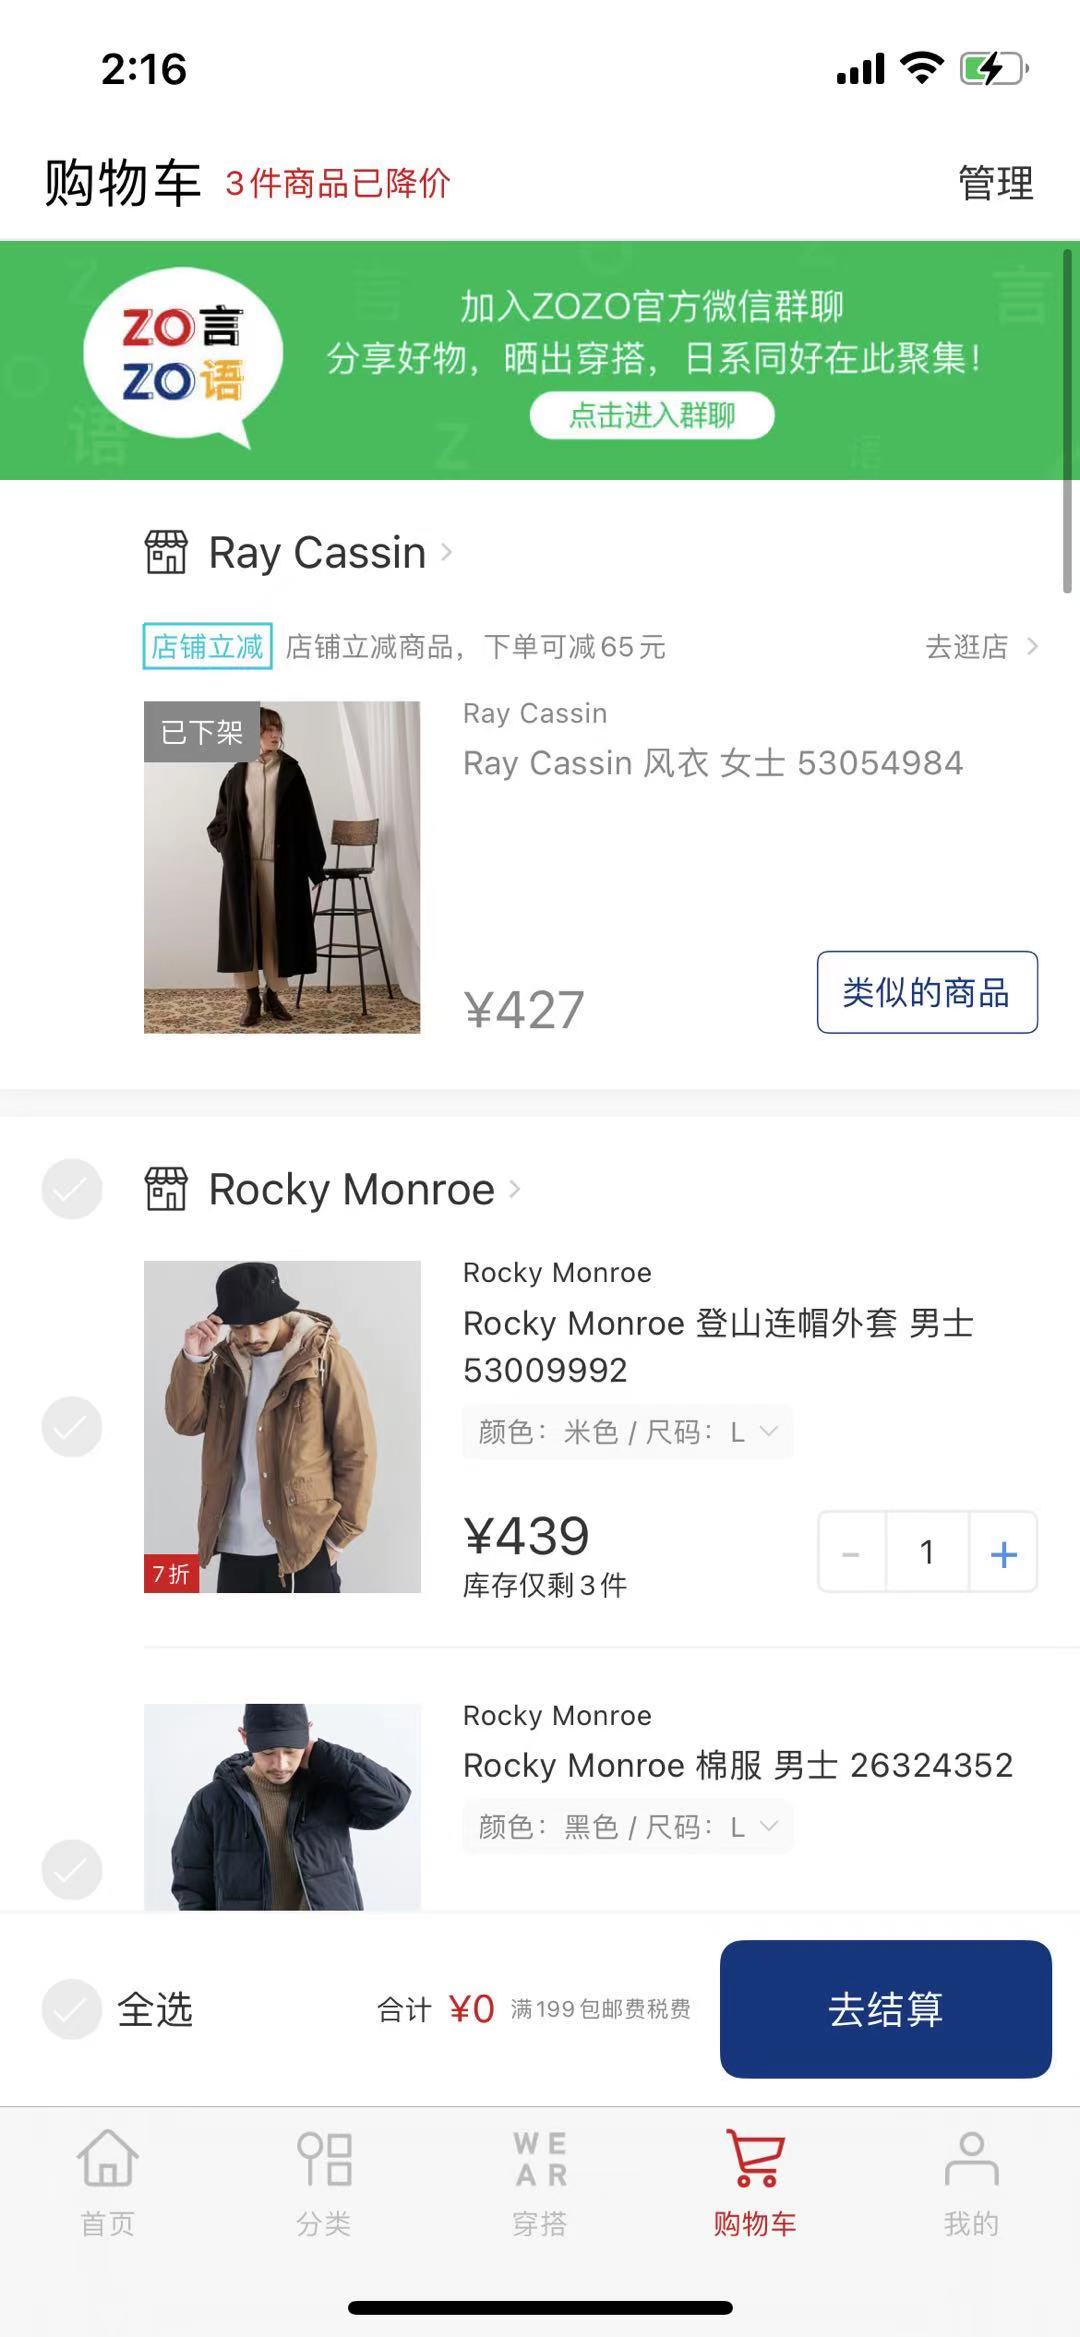 2:16
购物车 3件商品已降价 管理
ZO言
ZO语
加入ZOZO官方微信群聊
分享好物，晒出穿搭，日系同好在此聚集！
点击进入群聊
Ray Cassin
店铺立减 店铺立减商品，下单可减65元 去逛店
已下架
Ray Cassin
Ray Cassin 风衣 女士 53054984
¥427
类似的商品
Rocky Monroe
Rocky Monroe
Rocky Monroe 登山连帽外套 男士
53009992
颜色：米色 / 尺码：L
¥439
库存仅剩3件
- 1 +
7折
Rocky Monroe
Rocky Monroe 棉服 男士 26324352
颜色：黑色 / 尺码：L
全选 合计 ¥0 满199包邮费税费 去结算
WE
AR
首页 分类 穿搭 购物车 我的